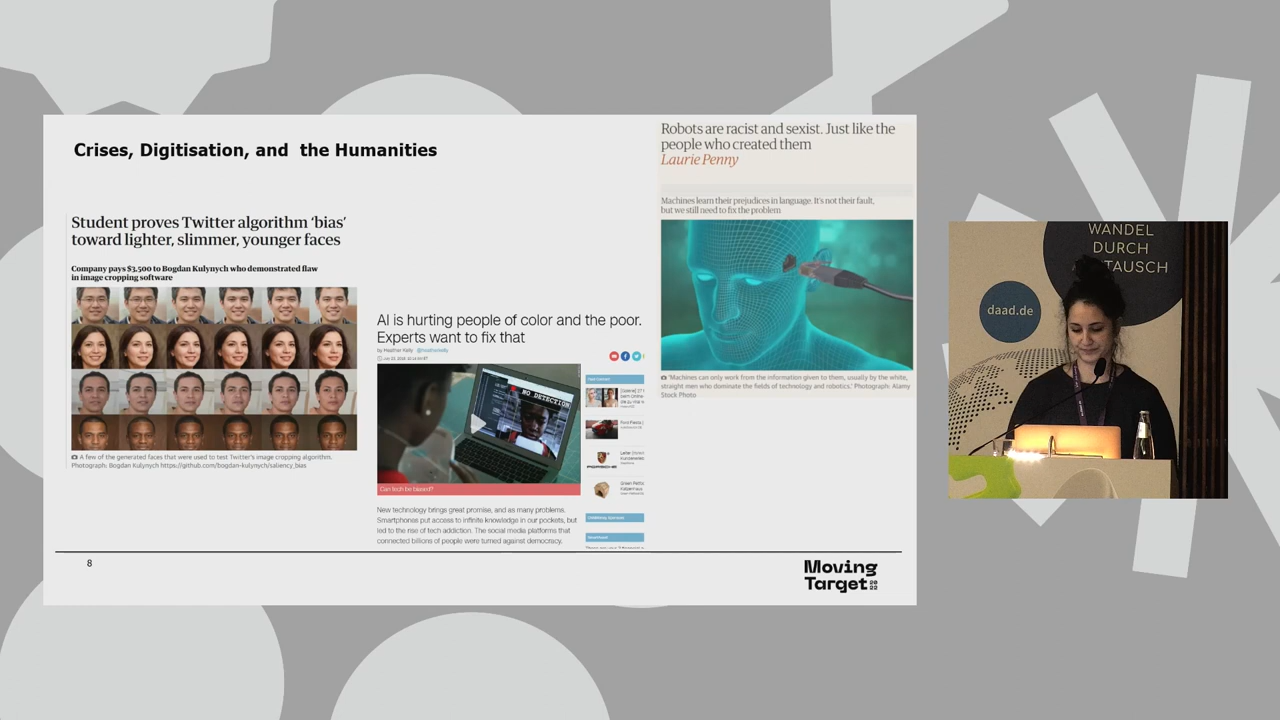 Crises, Digitisation, and the Humanities
Student proves Twitter algorithm ‘bias’
toward lighter, slimmer, younger faces
Company pays $3,500 to Bogdan Kulynych who demonstrated flaw
in image cropping software
A few of the generated faces that were used to test Twitter's image cropping algorithm.
Photograph: Bogdan Kulynych https://github.com/bogdan-kulynych/saliency_bias
AI is hurting people of color and the poor.
Experts want to fix that
by Heather Kelly @heatherkelly
NO DETECTION
Can tech be biased?
PORSCHE
New technology brings great promise, and as many problems.
Smartphones put access to infinite knowledge in our pockets, but
led to the rise of tech addiction. The social media platforms that
connected billions of people were turned against democracy.
Robots are racist and sexist. Just like the
people who created them
Laurie Penny
Machines learn their prejudices in language. It's not their fault,
but we still need to fix the problem
‘Machines can only work from the information given to them, usually by the white,
straight men who dominate the fields of technology and robotics.’ Photograph: Alamy
Stock Photo
8
Moving
Target 2022
WANDEL
DURCH
TAUSCH
daad.de